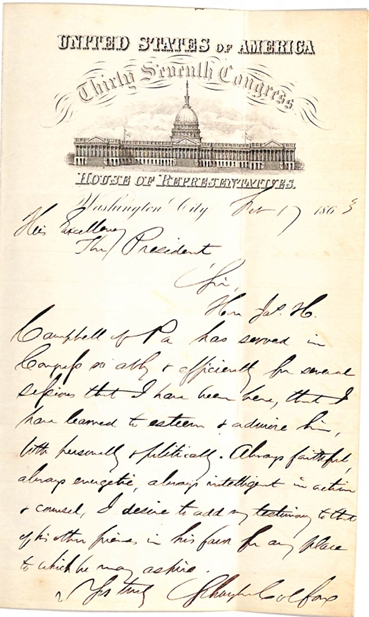 UNITED STATES OF AMERICA
Thirty Seventh Congress
HOUSE OF REPRESENTATIVES.
Washington City Feb 17 1863
His Excellency
The President
Sir,
Hon Jas. H.
Campbell of Pa has served in
Congress so ably & efficiently for several
sessions that I have been here, that I
have learned to esteem & admire him,
both personally & politically. Always faithful,
always energetic, always intelligent in action
& counsel, I desire to add my testimony to that
of his other friends in his favor for any place
to which he may aspire.
Yrs truly Schuyler Colfax